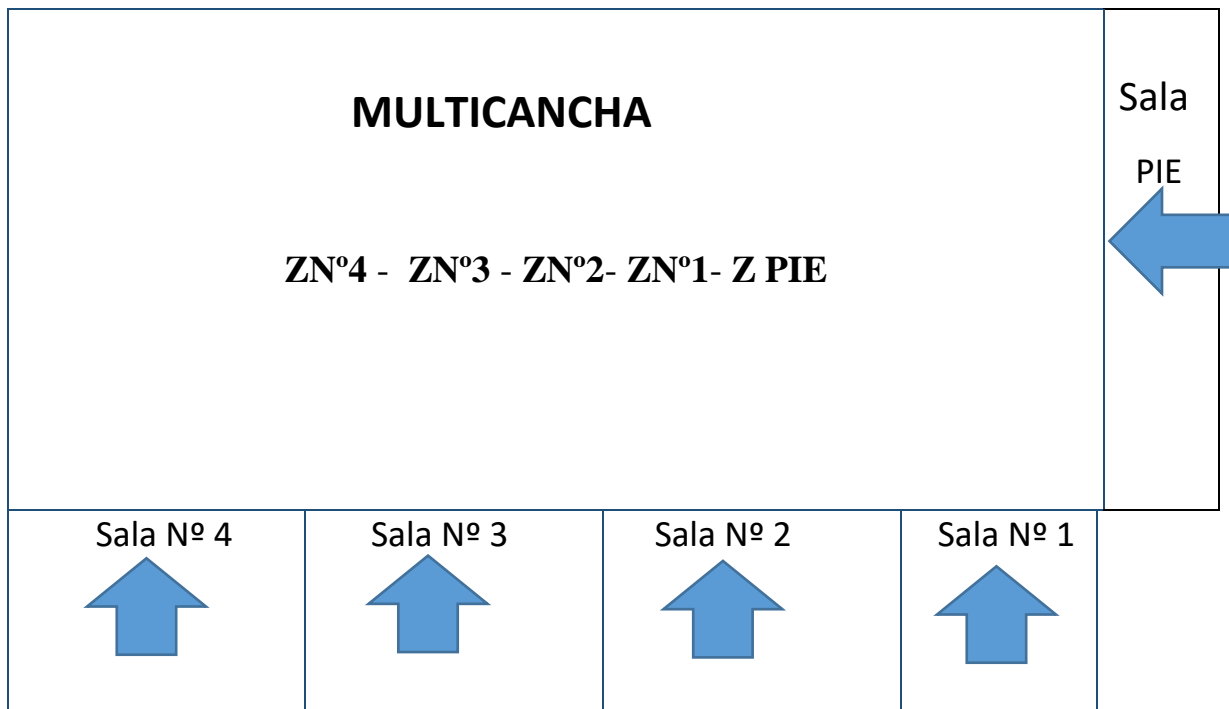 MULTICANCHA
Sala
PIE
ZNº4 - ZNº3 - ZNº2- ZNº1- Z PIE
Sala Nº 4
Sala Nº 3
Sala Nº 2
Sala Nº 1